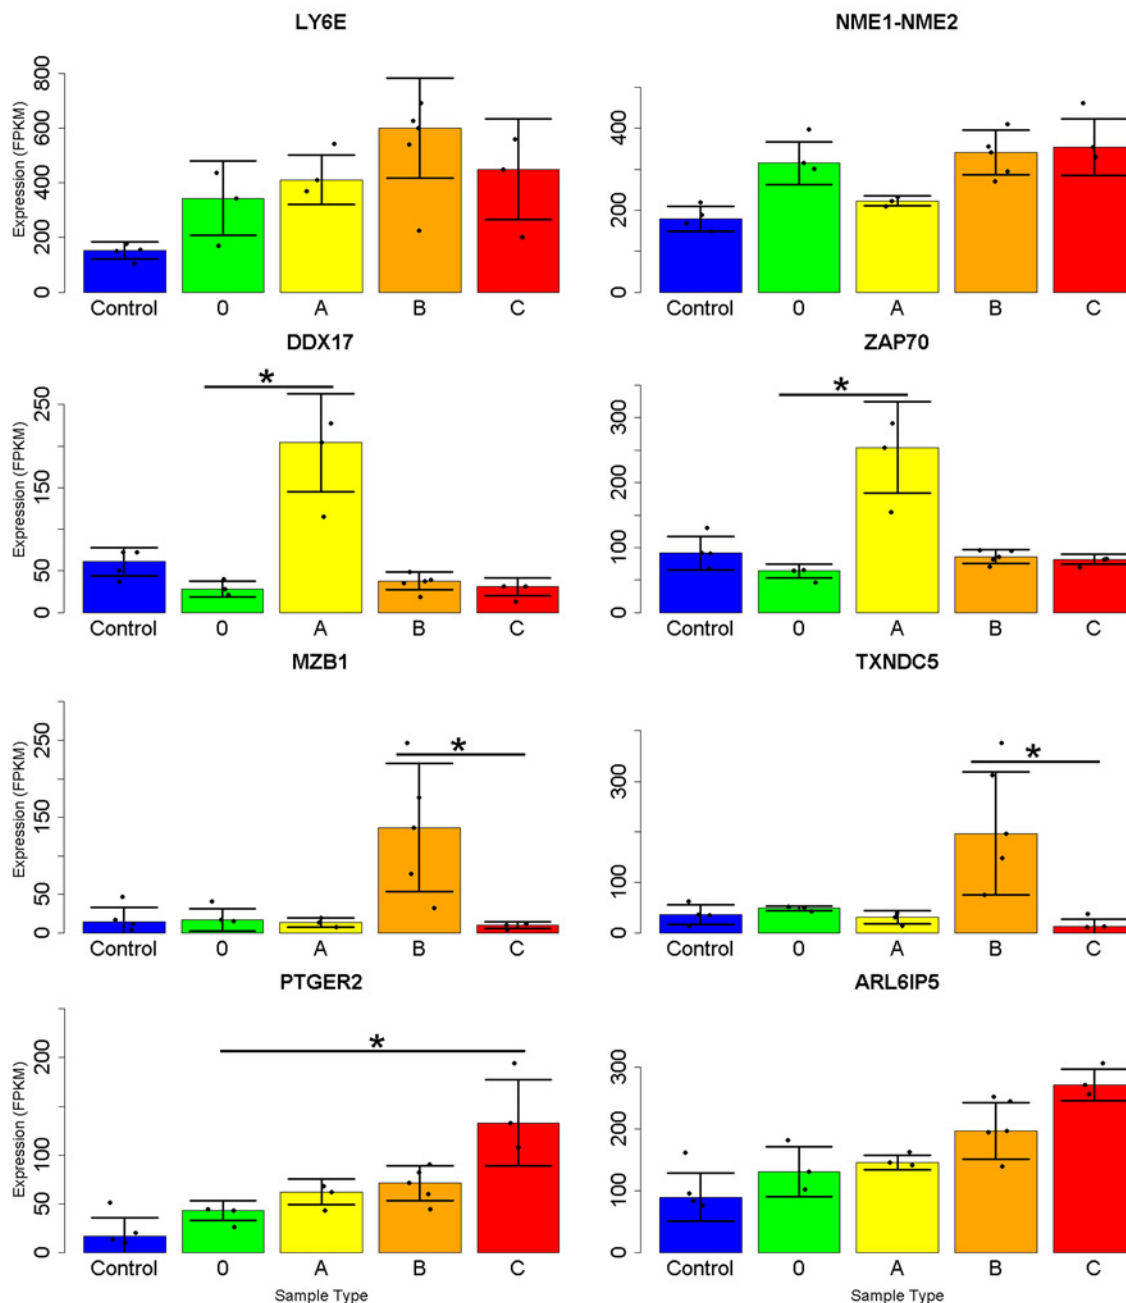 LY6E
NME1-NME2
Expression (FPKM)
800
600
400
200
0
400
200
0
Control 0 A B C
Control 0 A B C
DDX17
ZAP70
*
*
Expression (FPKM)
250
150
50
0
300
200
100
0
Control 0 A B C
Control 0 A B C
MZB1
TXNDC5
*
*
Expression (FPKM)
250
150
50
0
300
100
0
Control 0 A B C
Control 0 A B C
PTGER2
ARL6IP5
*
Expression (FPKM)
200
100
50
0
300
200
100
0
Control 0 A B C
Control 0 A B C
Sample Type
Sample Type